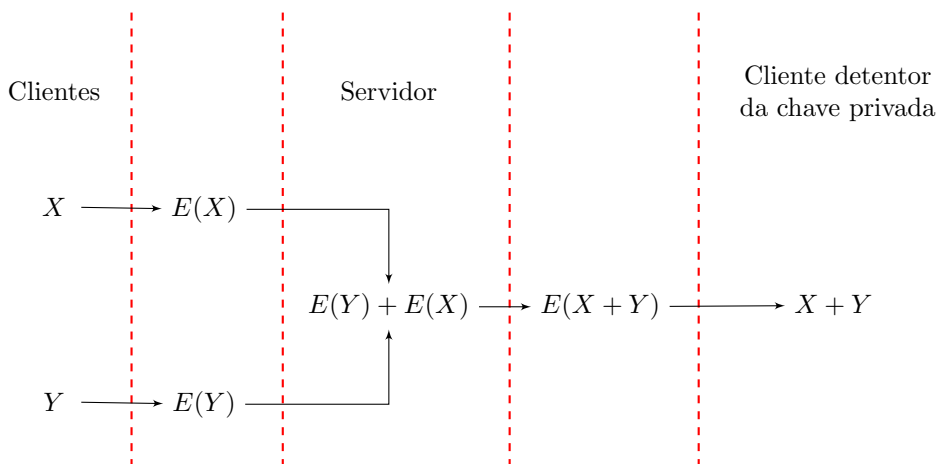 Clientes
Servidor
Cliente detentor
da chave privada
X
E(X)
E(Y) + E(X)
E(X + Y)
X + Y
Y
E(Y)